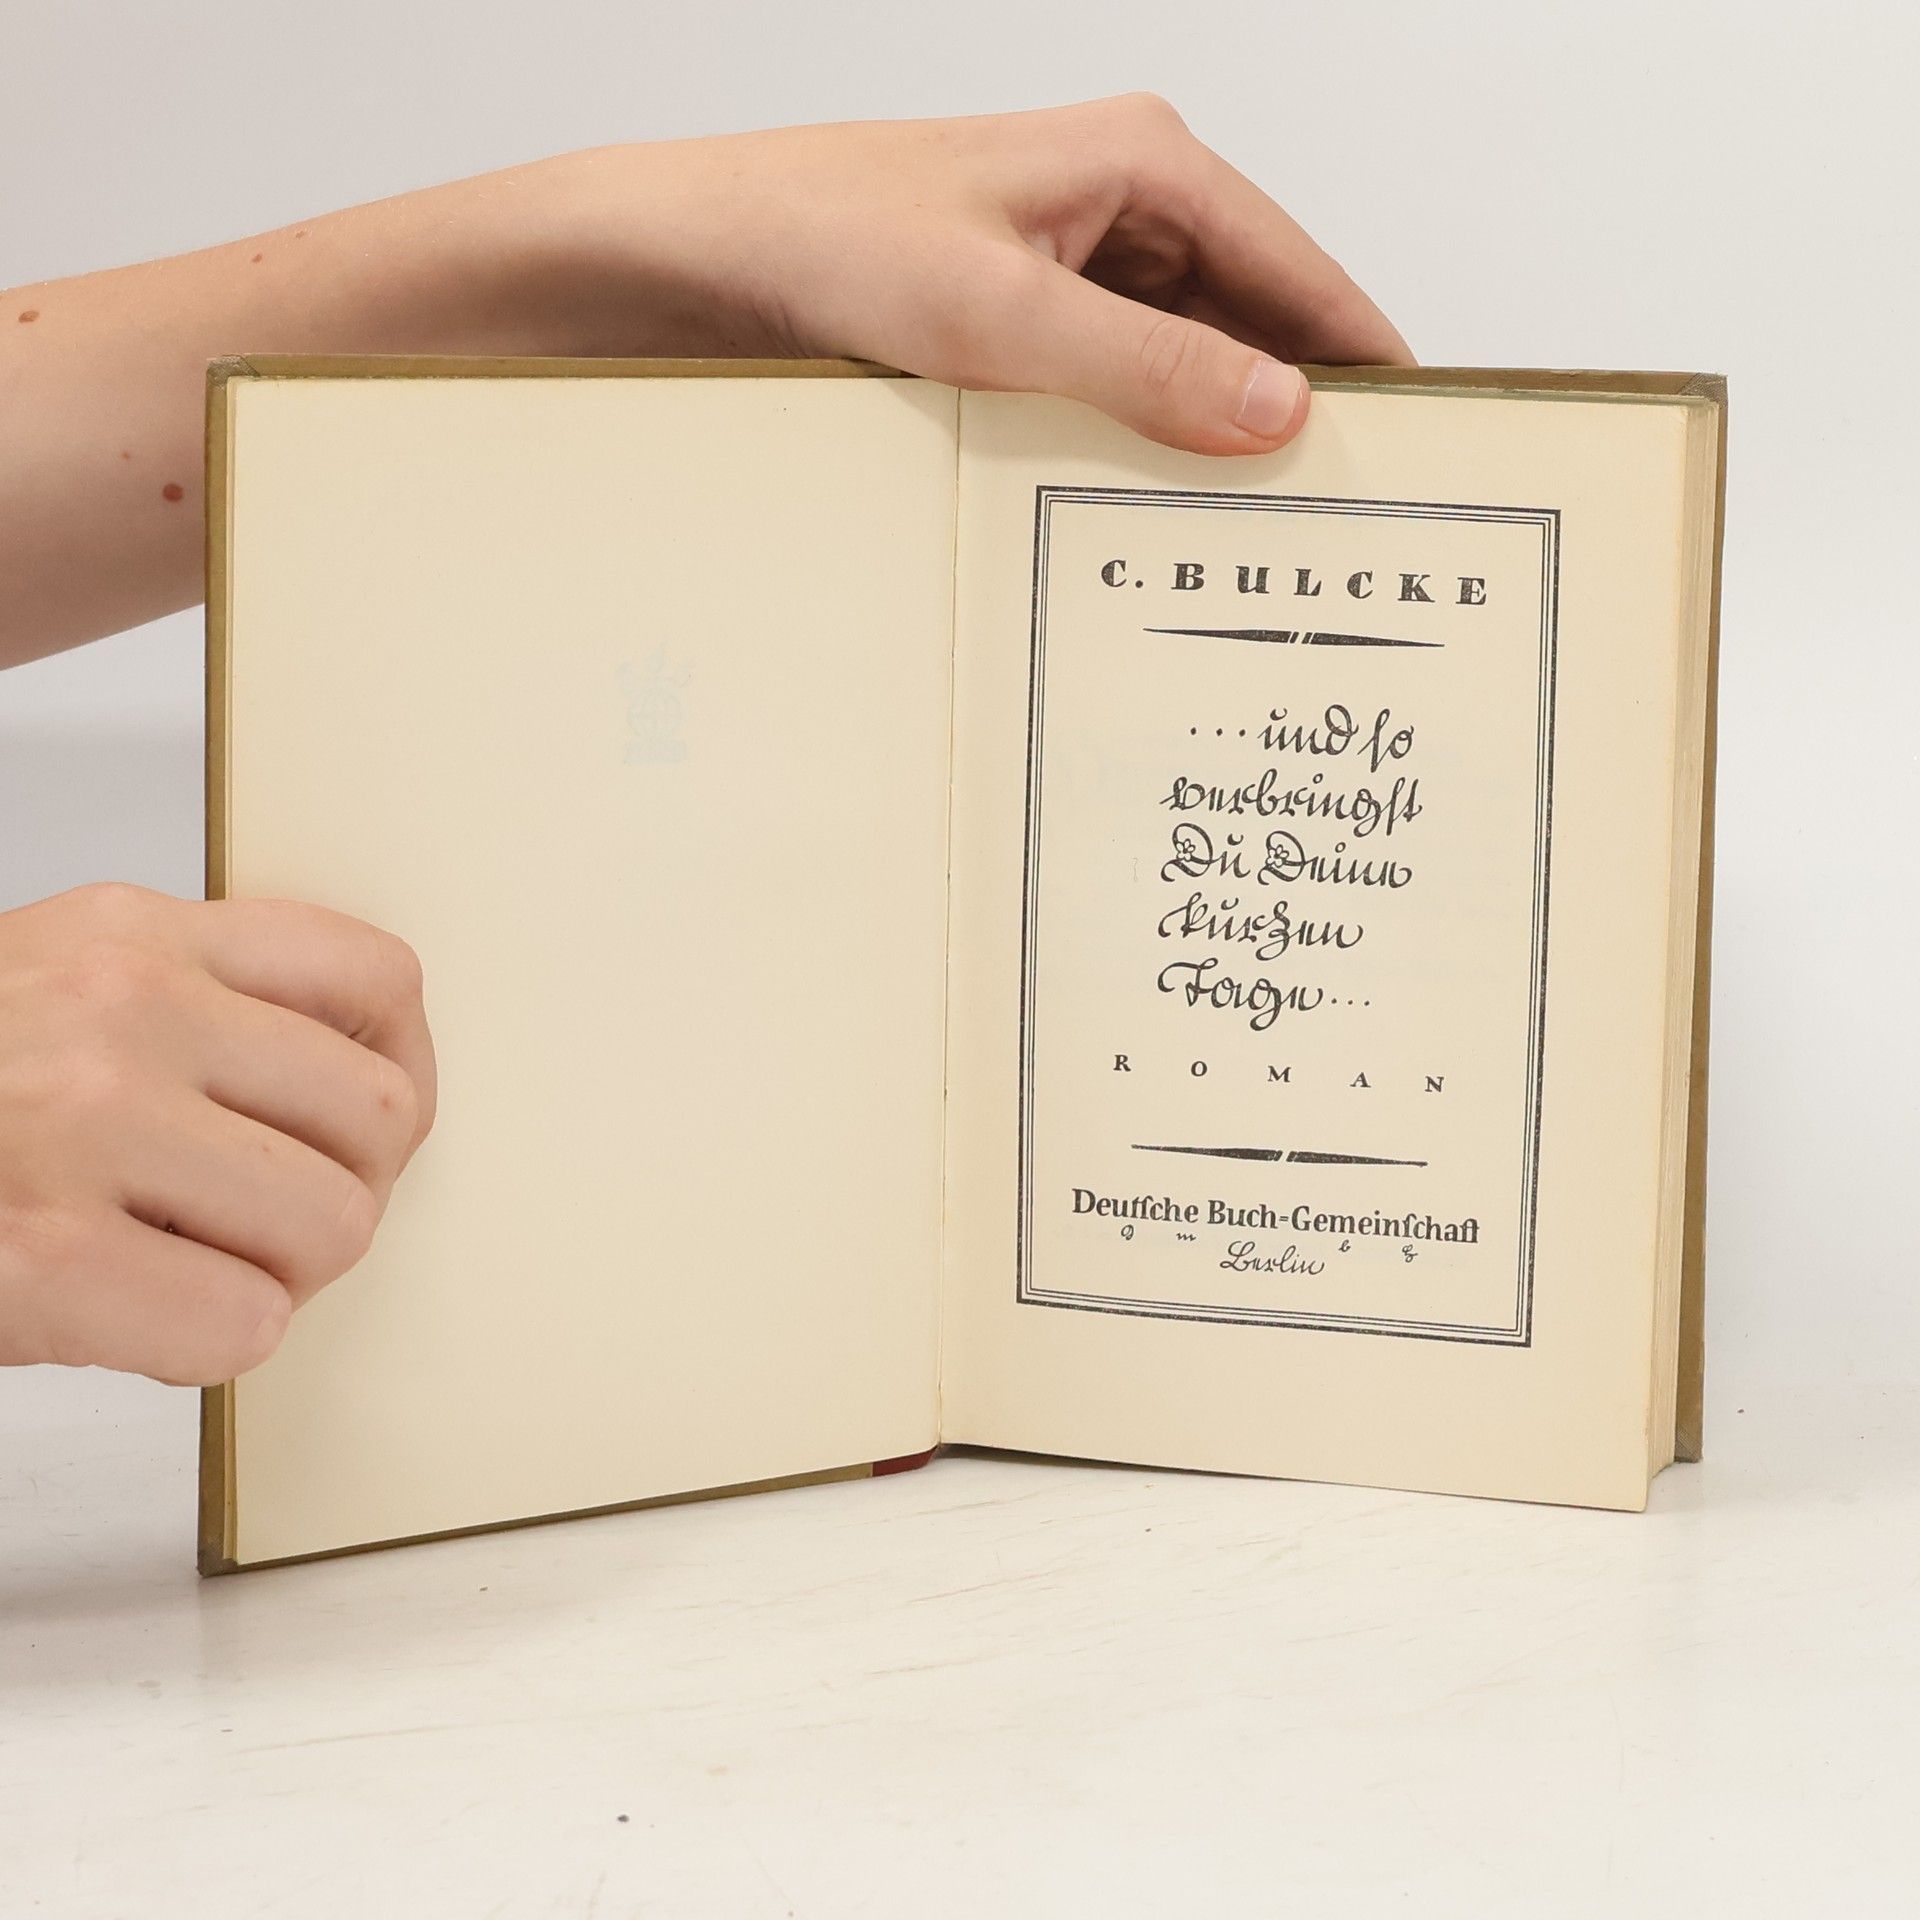 C. BULCKE
... und so
verbringst
Du Deine
kurzen
Tage ...
ROMAN
Deutſche Buch-Gemeinſchaft
G m b H
Berlin